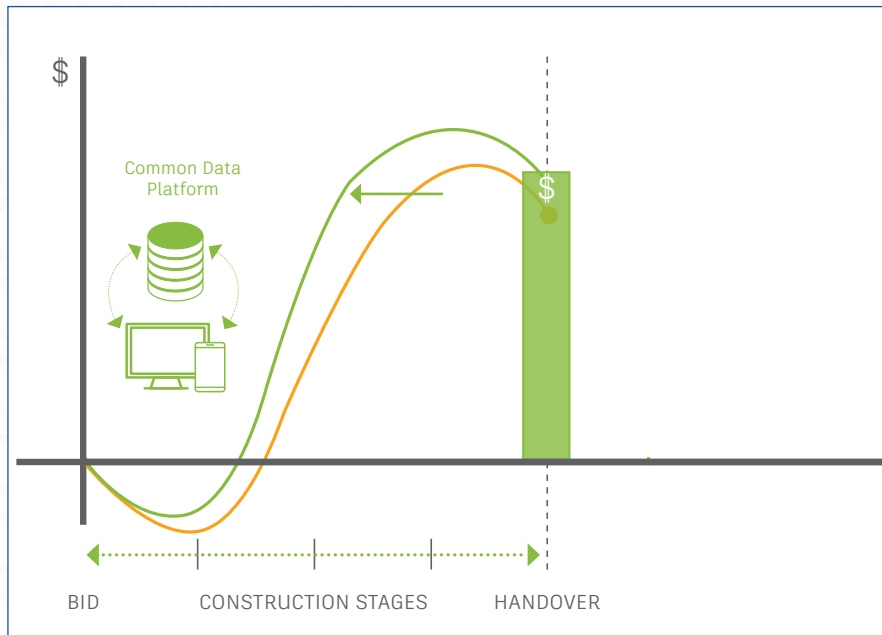 $
Common Data
Platform
$
BID
CONSTRUCTION STAGES
HANDOVER